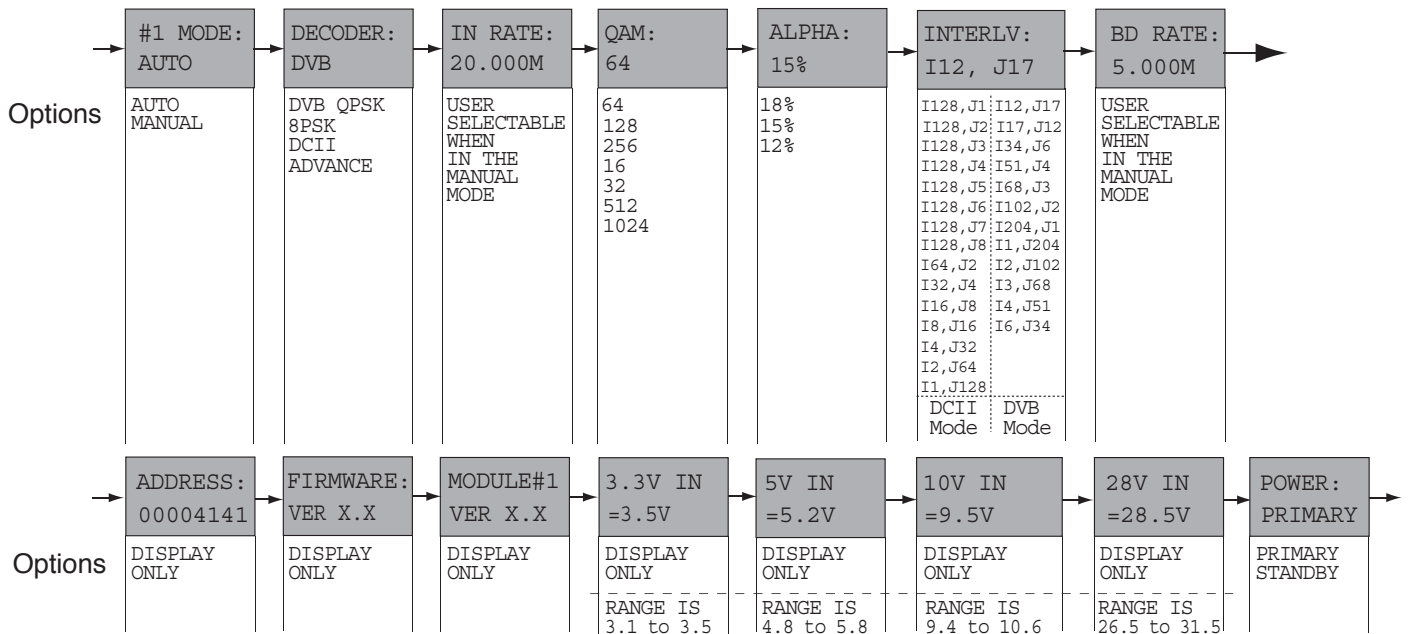 #1 MODE:
AUTO
DECODER:
DVB
IN RATE:
20.000M
QAM:
64
ALPHA:
15%
INTERLV:
I12, J17
BD RATE:
5.000M
Options
AUTO
MANUAL
DVB QPSK
8PSK
DCII
ADVANCE
USER
SELECTABLE
WHEN
IN THE
MANUAL
MODE
64
128
256
16
32
512
1024
18%
15%
12%
I128,J1
I128,J2
I128,J3
I128,J4
I128,J5
I128,J6
I128,J7
I128,J8
I64,J2
I32,J4
I16,J8
I8,J16
I4,J32
I2,J64
I1,J128
DCII
Mode
I12,J17
I17,J12
I34,J6
I51,J4
I68,J3
I102,J2
I204,J1
I1,J204
I2,J102
I3,J68
I4,J51
I6,J34
DVB
Mode
USER
SELECTABLE
WHEN
IN THE
MANUAL
MODE
ADDRESS:
00004141
FIRMWARE:
VER X.X
MODULE#1
VER X.X
3.3V IN
=3.5V
5V IN
=5.2V
10V IN
=9.5V
28V IN
=28.5V
POWER:
PRIMARY
Options
DISPLAY
ONLY
DISPLAY
ONLY
DISPLAY
ONLY
DISPLAY
ONLY
RANGE IS
3.1 to 3.5
DISPLAY
ONLY
RANGE IS
4.8 to 5.8
DISPLAY
ONLY
RANGE IS
9.4 to 10.6
DISPLAY
ONLY
RANGE IS
26.5 to 31.5
PRIMARY
STANDBY